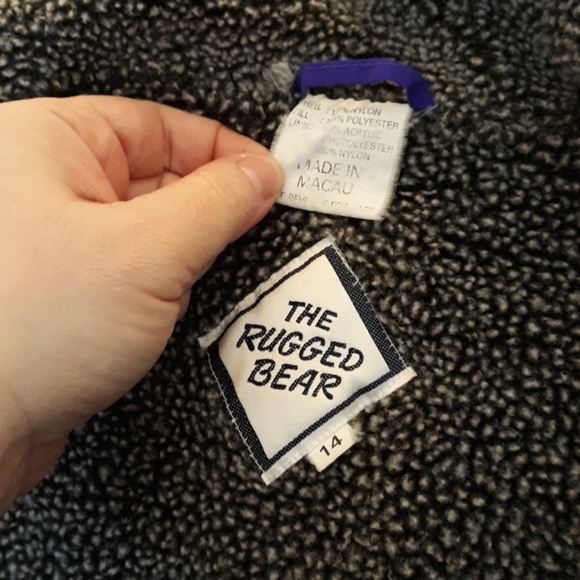 NYLON
POLYESTER
ACRYLIC
POLYESTER
NYLON
MADE IN
MACAU
THE
RUGGED
BEAR
14